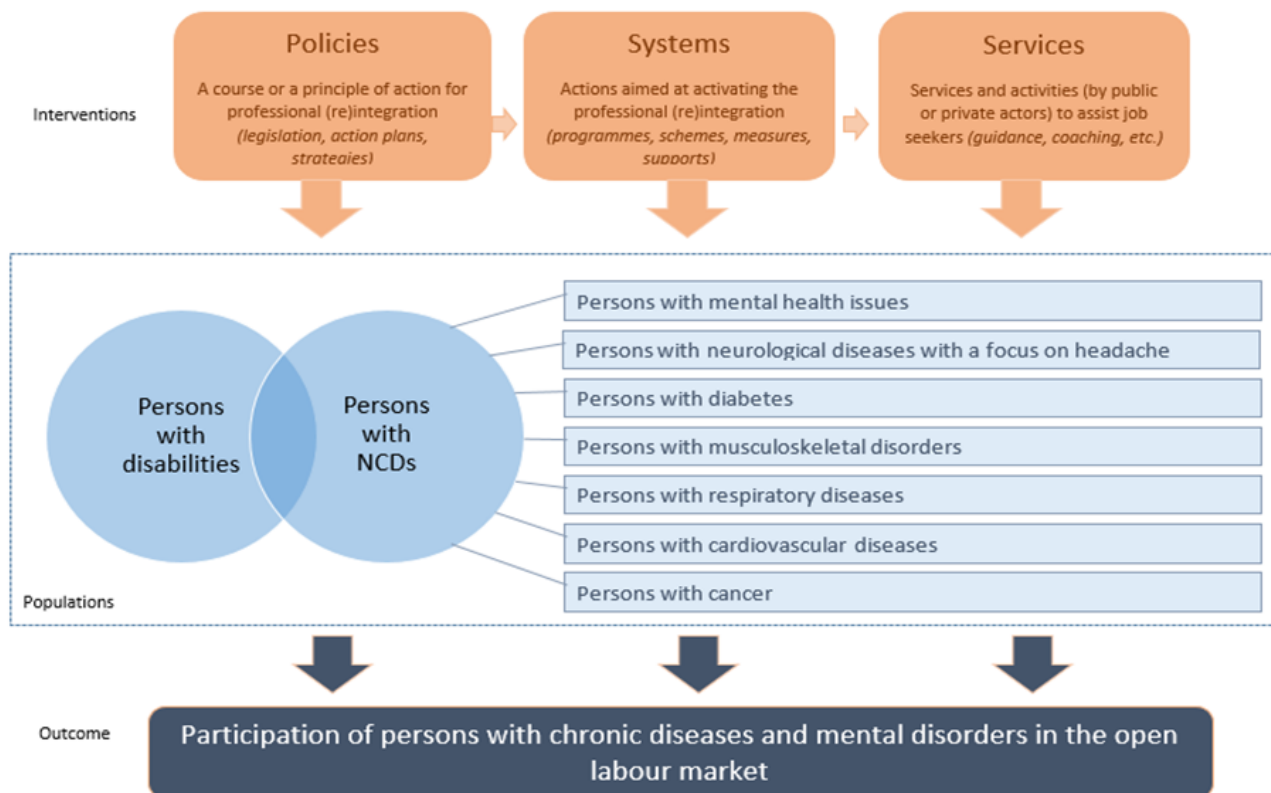 Policies
A course or a principle of action for
professional (re)integration
(legislation, action plans,
strategies)
Systems
Actions aimed at activating the
professional (re)integration
(programmes, schemes, measures,
supports)
Services
Services and activities (by public
or private actors) to assist job
seekers (guidance, coaching, etc.)
Interventions
Persons
with
disabilities
Persons
with
NCDs
Persons with mental health issues
Persons with neurological diseases with a focus on headache
Persons with diabetes
Persons with musculoskeletal disorders
Persons with respiratory diseases
Persons with cardiovascular diseases
Persons with cancer
Populations
Outcome
Participation of persons with chronic diseases and mental disorders in the open
labour market